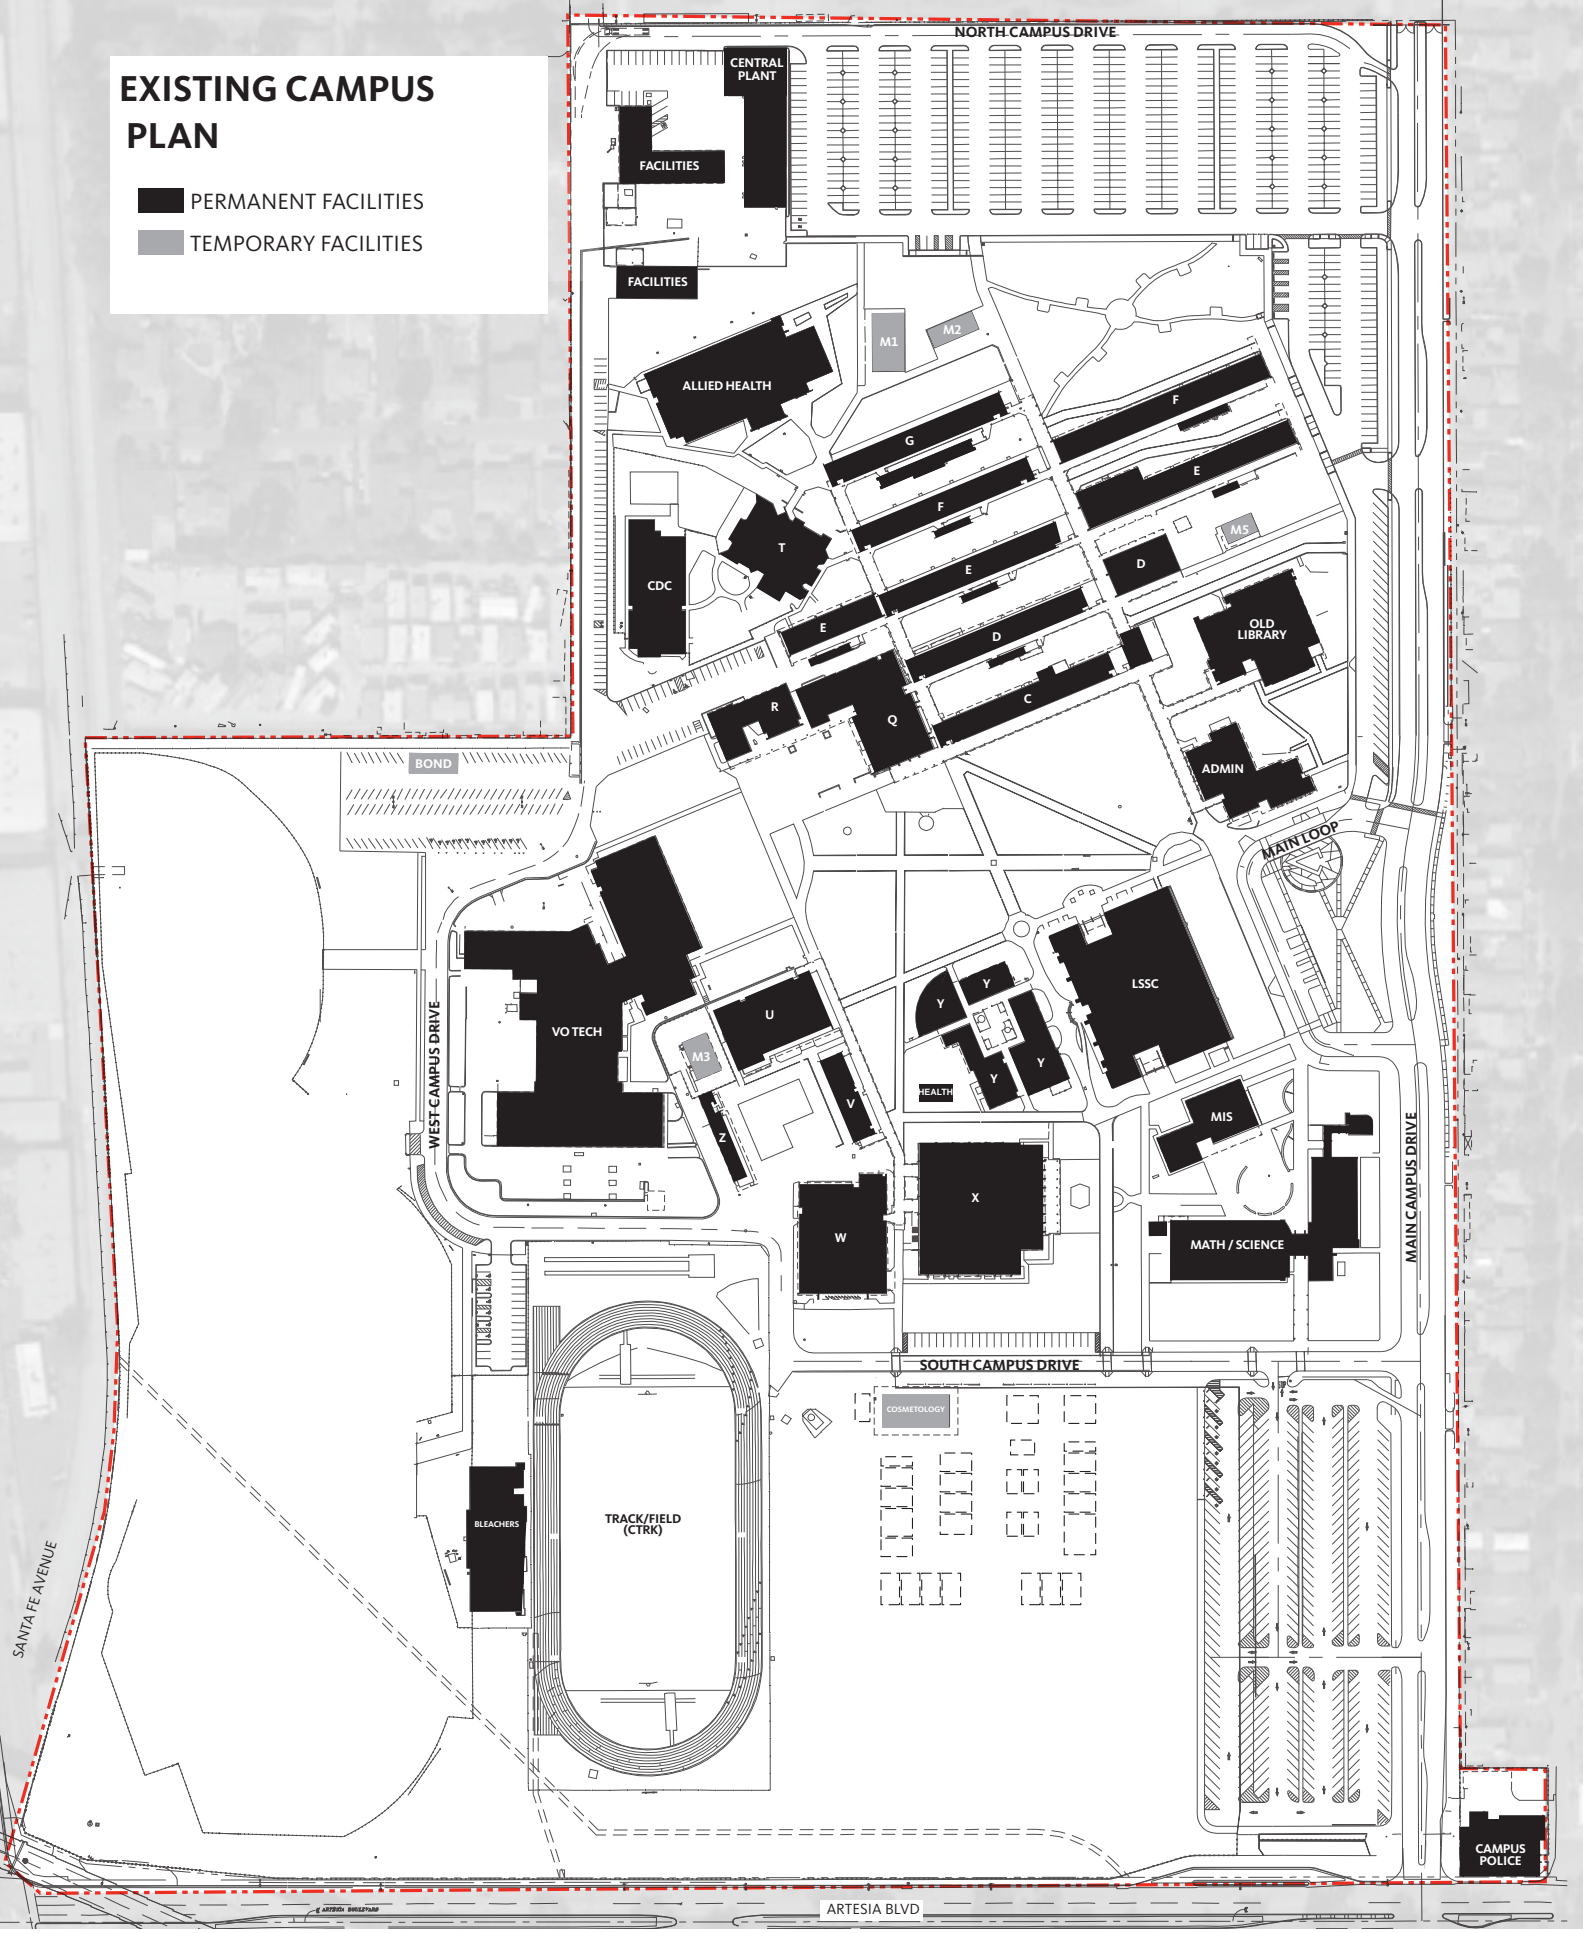 NORTH CAMPUS DRIVE
EXISTING CAMPUS
PLAN
PERMANENT FACILITIES
TEMPORARY FACILITIES
CENTRAL
PLANT
FACILITIES
FACILITIES
M1
M2
ALLIED HEALTH
F
G
E
F
M5
T
D
E
CDC
E
D
OLD
LIBRARY
C
R
Q
BOND
ADMIN
MAIN LOOP
LSSC
Y
Y
U
VO TECH
WEST CAMPUS DRIVE
M3
Y
Y
HEALTH
V
MIS
Z
MAIN CAMPUS DRIVE
X
W
MATH / SCIENCE
SOUTH CAMPUS DRIVE
COSMETOLOGY
BLEACHERS
TRACK/FIELD
(CTRK)
SANTA FE AVENUE
CAMPUS
POLICE
ARTESIA BLVD
ARTESIA BOULEVARD